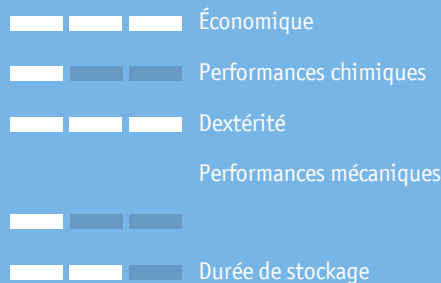 Économique
Performances chimiques
Dextérité
Performances mécaniques
Durée de stockage